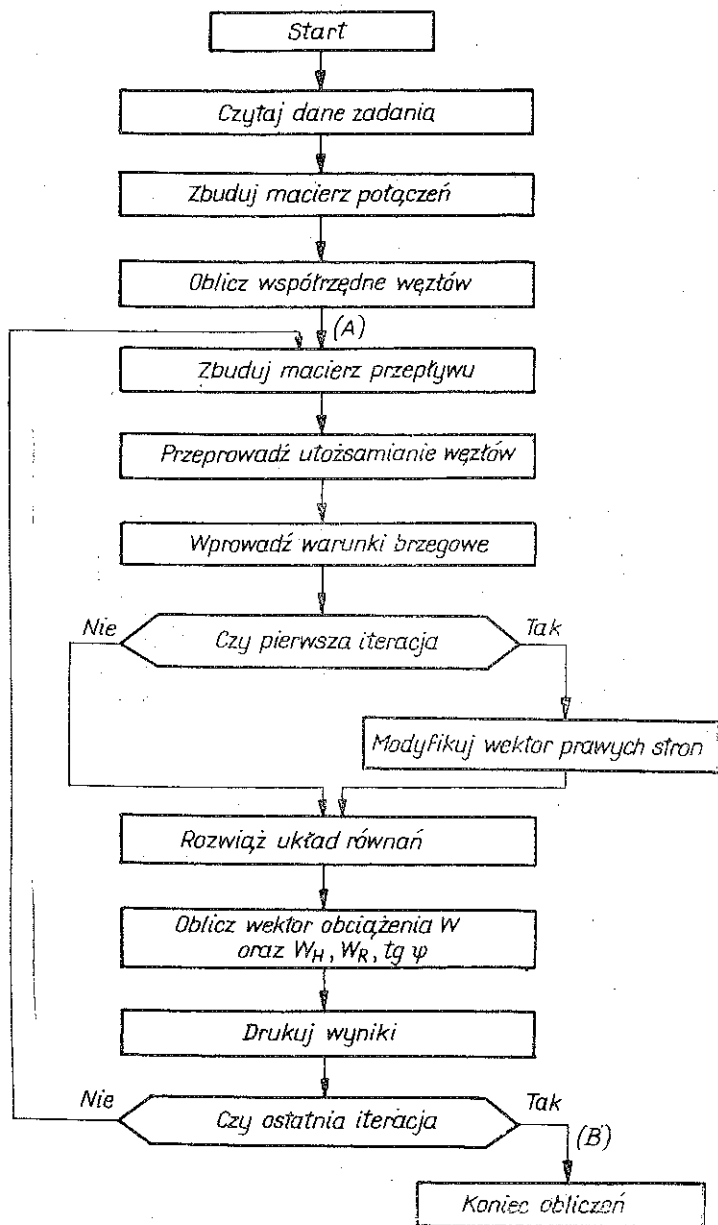 Start
Czytaj dane zadania
Zbuduj macierz połączeń
Oblicz współrzędne węzłów
(A)
Zbuduj macierz przepływu
Przeprowadź utożsamianie węzłów
Wprowadź warunki brzegowe
Nie
Czy pierwsza iteracja
Tak
Modyfikuj wektor prawych stron
Rozwiąż układ równań
Oblicz wektor obciążenia W
oraz W_H, W_R, tg ψ
Drukuj wyniki
Nie
Czy ostatnia iteracja
Tak
(B)
Koniec obliczeń